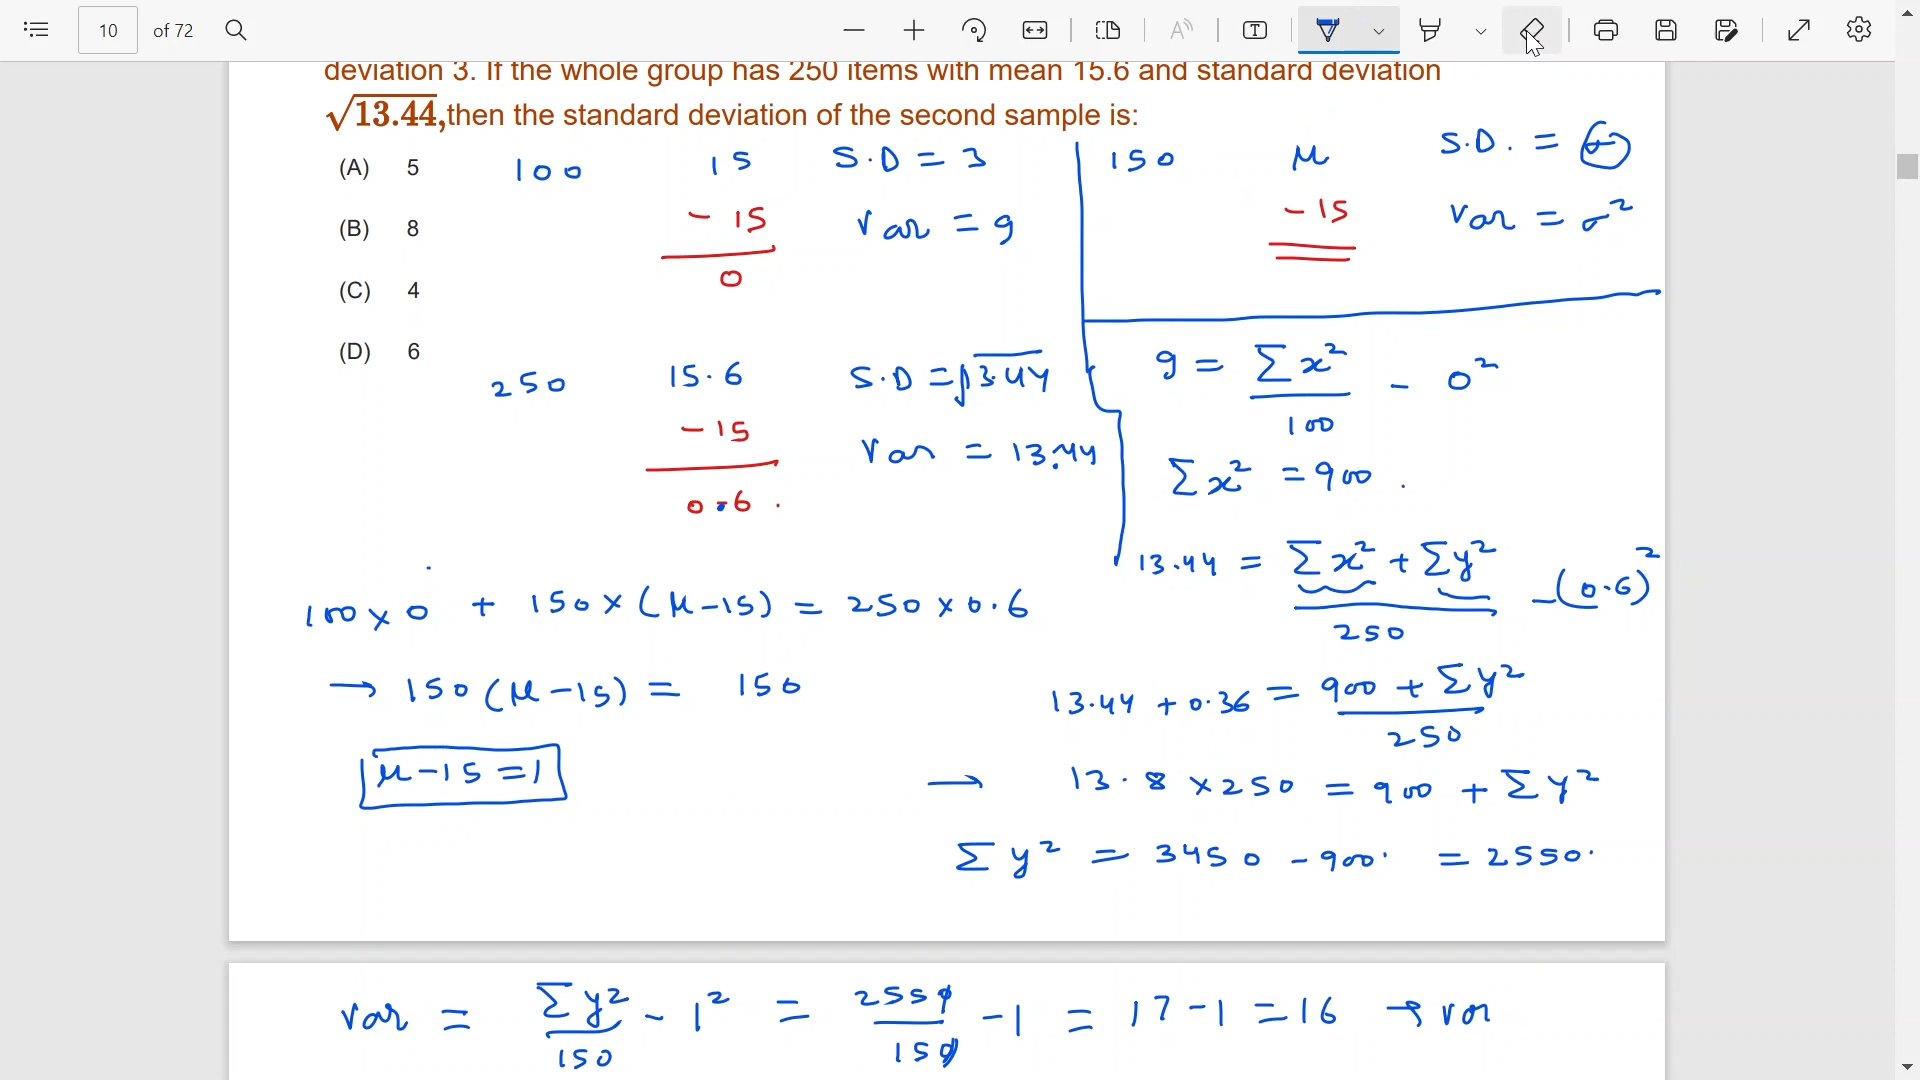 10 of 72
deviation 3. If the whole group has 250 items with mean 15.6 and standard deviation
√13.44, then the standard deviation of the second sample is:
(A) 5
(B) 8
(C) 4
(D) 6
100 15 S.D = 3
- 15 Var = 9
0
150 μ S.D. = σ
- 15 Var = σ²
250 15.6 S.D = √13.44
- 15 Var = 13.44
0.6
9 = Σx²/100 - 0²
Σx² = 900
13.44 = (Σx² + Σy²)/250 - (0.6)²
100 × 0 + 150 × (μ-15) = 250 × 0.6
→ 150 (μ-15) = 150
μ-15 = 1
13.44 + 0.36 = (900 + Σy²)/250
→ 13.8 × 250 = 900 + Σy²
Σy² = 3450 - 900 = 2550
Var = Σy²/150 - 1² = 2550/150 - 1 = 17 - 1 = 16 → var